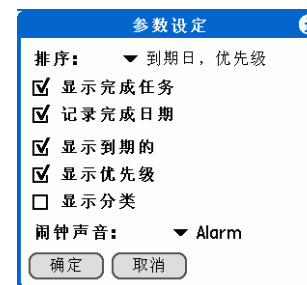 参数设定
排序: 到期日, 优先级
显示完成任务
记录完成日期
显示到期的
显示优先级
显示分类
闹钟声音: Alarm
确定 取消